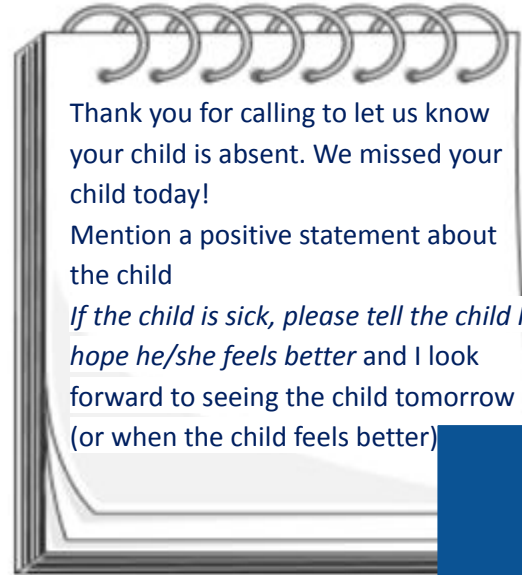 Thank you for calling to let us know
your child is absent. We missed your
child today!
Mention a positive statement about
the child
If the child is sick, please tell the child I
hope he/she feels better and I look
forward to seeing the child tomorrow
(or when the child feels better)